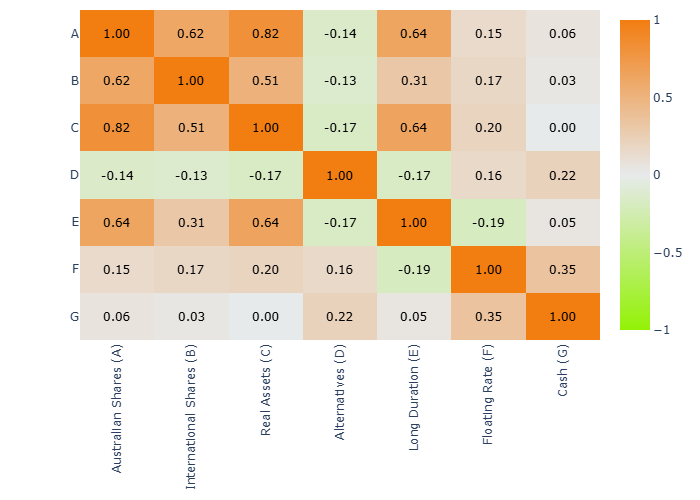 A 1.00 0.62 0.82 -0.14 0.64 0.15 0.06
B 0.62 1.00 0.51 -0.13 0.31 0.17 0.03
C 0.82 0.51 1.00 -0.17 0.64 0.20 0.00
D -0.14 -0.13 -0.17 1.00 -0.17 0.16 0.22
E 0.64 0.31 0.64 -0.17 1.00 -0.19 0.05
F 0.15 0.17 0.20 0.16 -0.19 1.00 0.35
G 0.06 0.03 0.00 0.22 0.05 0.35 1.00
Australian Shares (A)
International Shares (B)
Real Assets (C)
Alternatives (D)
Long Duration (E)
Floating Rate (F)
Cash (G)
1
0.5
0
−0.5
−1